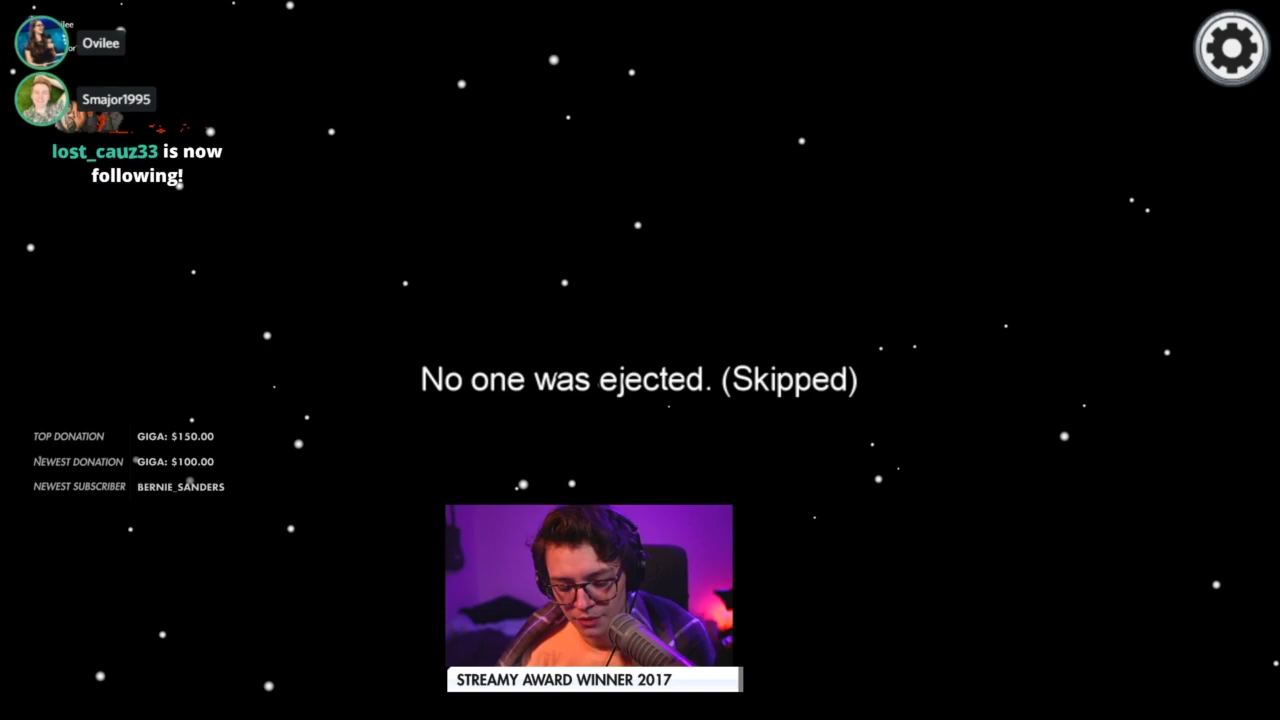 Ovilee
Smajor1995
lost_cauz33 is now
following!
No one was ejected. (Skipped)
TOP DONATION GIGA: $150.00
NEWEST DONATION GIGA: $100.00
NEWEST SUBSCRIBER BERNIE_SANDERS
STREAMY AWARD WINNER 2017